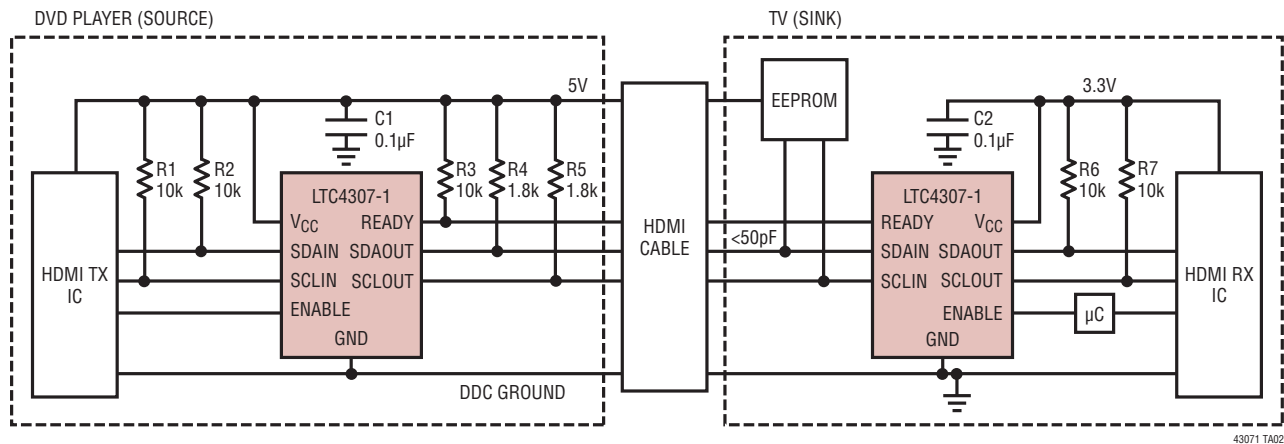 DVD PLAYER (SOURCE)
TV (SINK)
5V
3.3V
EEPROM
C1
0.1µF
C2
0.1µF
R1
10k
R2
10k
R3
10k
R4
1.8k
R5
1.8k
R6
10k
R7
10k
LTC4307-1
VCC
READY
SDAIN
SDAOUT
SCLIN
SCLOUT
ENABLE
GND
HDMI TX
IC
HDMI
CABLE
<50pF
LTC4307-1
READY
VCC
SDAIN
SDAOUT
SCLIN
SCLOUT
ENABLE
GND
µC
HDMI RX
IC
DDC GROUND
43071 TA02